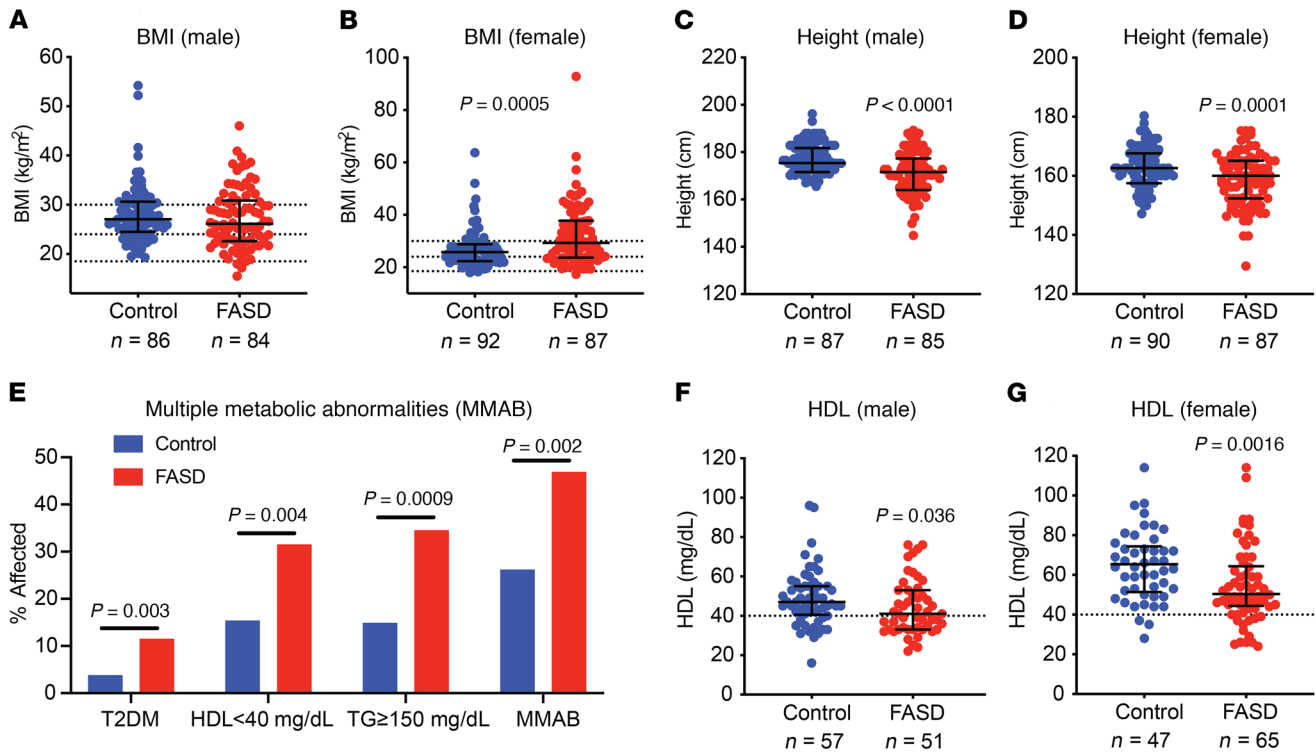 A
BMI (male)
BMI (kg/m²)
60
50
40
30
20
Control
FASD
n = 86
n = 84
B
BMI (female)
BMI (kg/m²)
100
80
60
40
20
P = 0.0005
Control
FASD
n = 92
n = 87
C
Height (male)
Height (cm)
220
200
180
160
140
120
P < 0.0001
Control
FASD
n = 87
n = 85
D
Height (female)
Height (cm)
200
180
160
140
120
P = 0.0001
Control
FASD
n = 90
n = 87
E
Multiple metabolic abnormalities (MMAB)
Control
FASD
% Affected
50
40
30
20
10
0
P = 0.003
P = 0.004
P = 0.0009
P = 0.002
T2DM
HDL<40 mg/dL
TG≥150 mg/dL
MMAB
F
HDL (male)
HDL (mg/dL)
120
100
80
60
40
20
0
P = 0.036
Control
FASD
n = 57
n = 51
G
HDL (female)
HDL (mg/dL)
120
100
80
60
40
20
0
P = 0.0016
Control
FASD
n = 47
n = 65